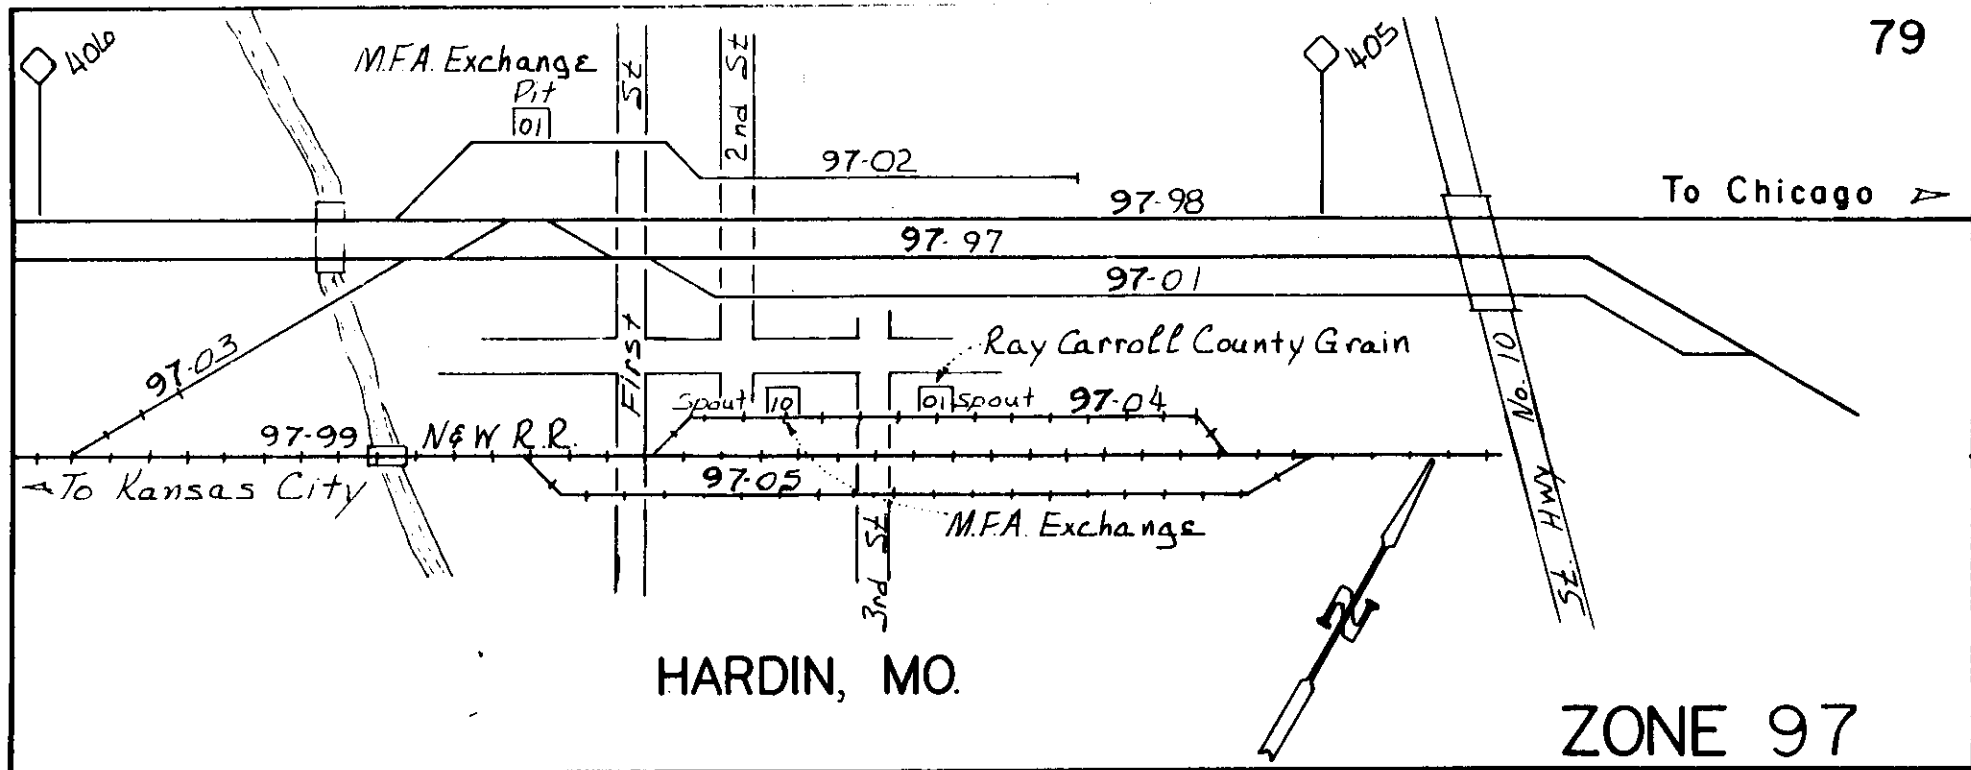 79
406
M.F.A. Exchange
Pit
01
St
2nd St
405
97-02
97-98
To Chicago
97-97
97-01
97-03
First
Ray Carroll County Grain
Spout 10
01 Spout
97-04
No. 10
97-99
N&W R.R.
To Kansas City
97-05
M.F.A. Exchange
3rd St
St. Hwy
N
HARDIN, MO.
ZONE 97